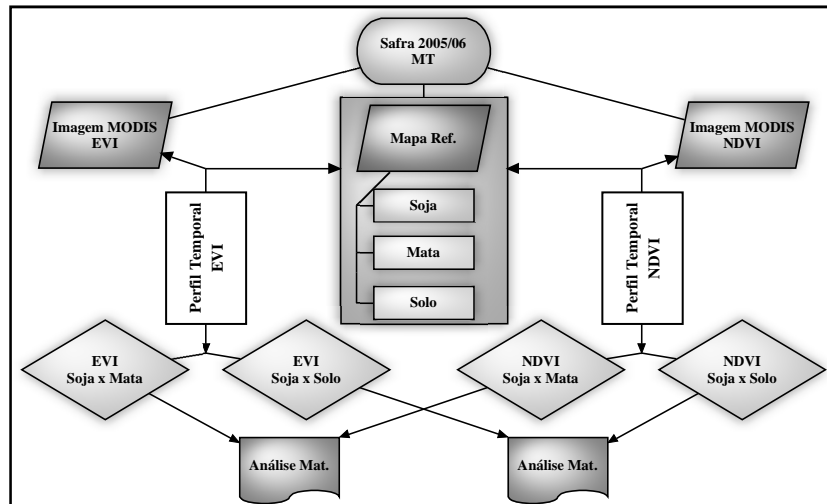 Safra 2005/06
MT
Imagem MODIS
EVI
Mapa Ref.
Imagem MODIS
NDVI
Soja
Mata
Solo
Perfil Temporal
EVI
Perfil Temporal
NDVI
EVI
Soja x Mata
EVI
Soja x Solo
NDVI
Soja x Mata
NDVI
Soja x Solo
Análise Mat.
Análise Mat.